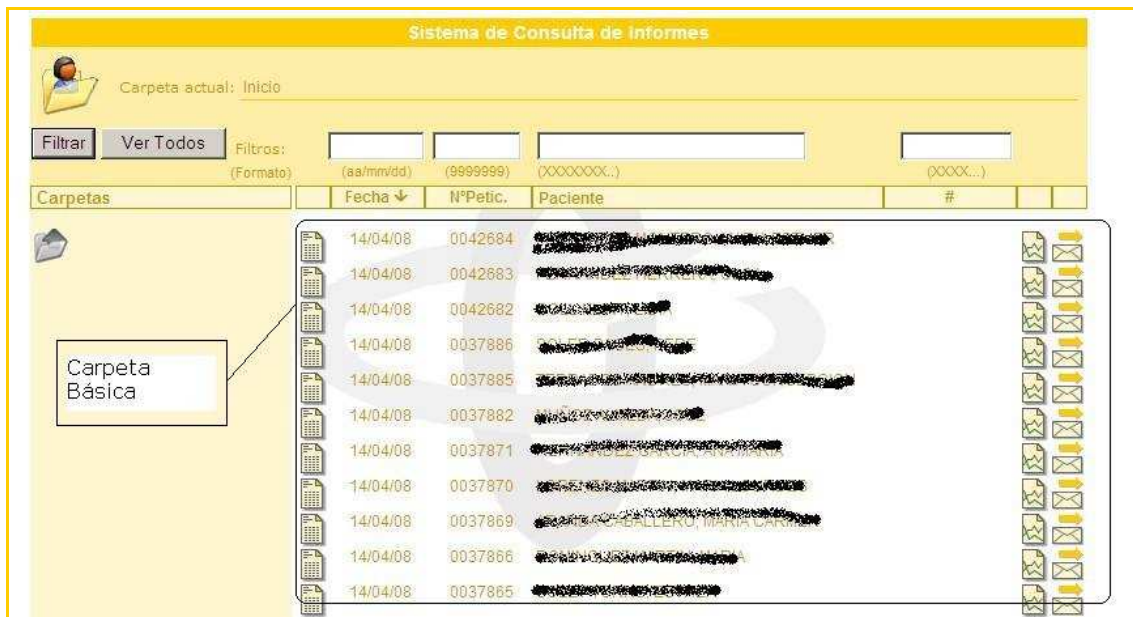 Sistema de Consulta de Informes
Carpeta actual: Inicio
Filtrar Ver Todos Filtros:
(Formato) (aa/mm/dd) (9999999) (XXXXXXX..) (XXXX...)
Carpetas Fecha NºPetic. Paciente #
14/04/08 0042684
14/04/08 0042683
14/04/08 0042682
14/04/08 0037886
14/04/08 0037885
14/04/08 0037882
14/04/08 0037871
14/04/08 0037870
14/04/08 0037869
14/04/08 0037866
14/04/08 0037865
Carpeta
Básica